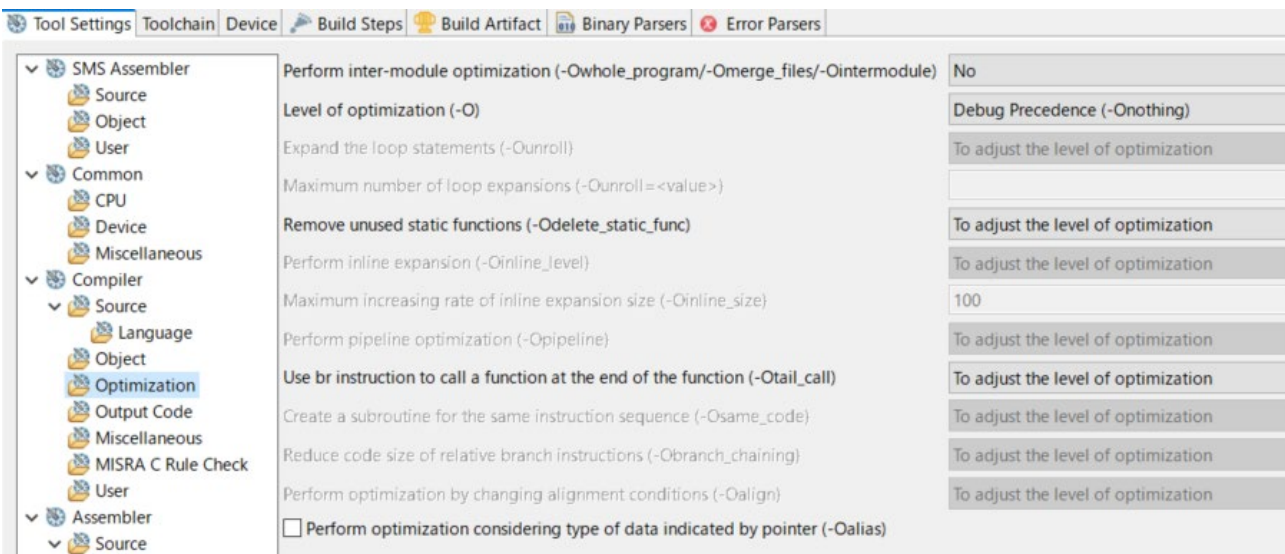 Tool Settings Toolchain Device Build Steps Build Artifact Binary Parsers Error Parsers
SMS Assembler
Source
Object
User
Common
CPU
Device
Miscellaneous
Compiler
Source
Language
Object
Optimization
Output Code
Miscellaneous
MISRA C Rule Check
User
Assembler
Source
Perform inter-module optimization (-Owhole_program/-Omerge_files/-Ointermodule) No
Level of optimization (-O) Debug Precedence (-Onothing)
Expand the loop statements (-Ounroll) To adjust the level of optimization
Maximum number of loop expansions (-Ounroll=<value>)
Remove unused static functions (-Odelete_static_func) To adjust the level of optimization
Perform inline expansion (-Oinline_level) To adjust the level of optimization
Maximum increasing rate of inline expansion size (-Oinline_size) 100
Perform pipeline optimization (-Opipeline) To adjust the level of optimization
Use br instruction to call a function at the end of the function (-Otail_call) To adjust the level of optimization
Create a subroutine for the same instruction sequence (-Osame_code) To adjust the level of optimization
Reduce code size of relative branch instructions (-Obranch_chaining) To adjust the level of optimization
Perform optimization by changing alignment conditions (-Oalign) To adjust the level of optimization
Perform optimization considering type of data indicated by pointer (-Oalias)